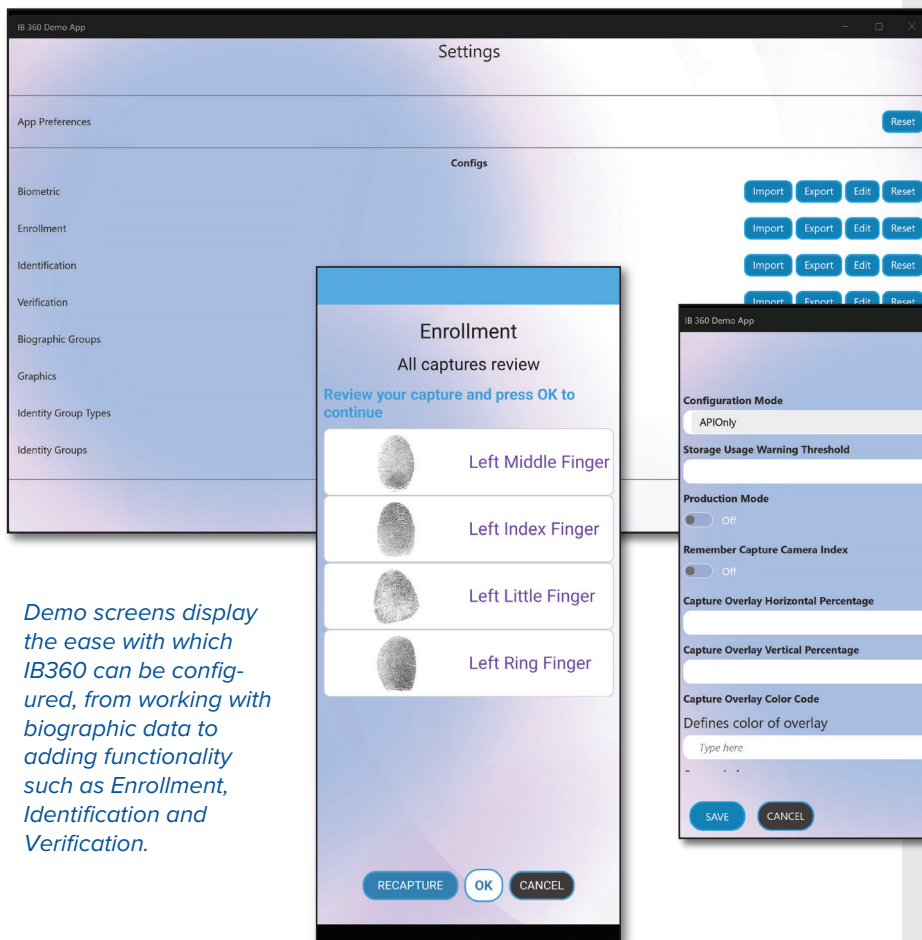 IB 360 Demo App
Settings
App Preferences
Reset
Configs
Biometric
Import Export Edit Reset
Enrollment
Import Export Edit Reset
Identification
Import Export Edit Reset
Verification
Import Export Edit Reset
Biographic Groups
Graphics
Identity Group Types
Identity Groups
Enrollment
All captures review
Review your capture and press OK to
continue
Left Middle Finger
Left Index Finger
Left Little Finger
Left Ring Finger
RECAPTURE OK CANCEL
IB 360 Demo App
Configuration Mode
APIOnly
Storage Usage Warning Threshold
Production Mode
Off
Remember Capture Camera Index
Off
Capture Overlay Horizontal Percentage
Capture Overlay Vertical Percentage
Capture Overlay Color Code
Defines color of overlay
Type here
SAVE CANCEL
Demo screens display
the ease with which
IB360 can be config-
ured, from working with
biographic data to
adding functionality
such as Enrollment,
Identification and
Verification.